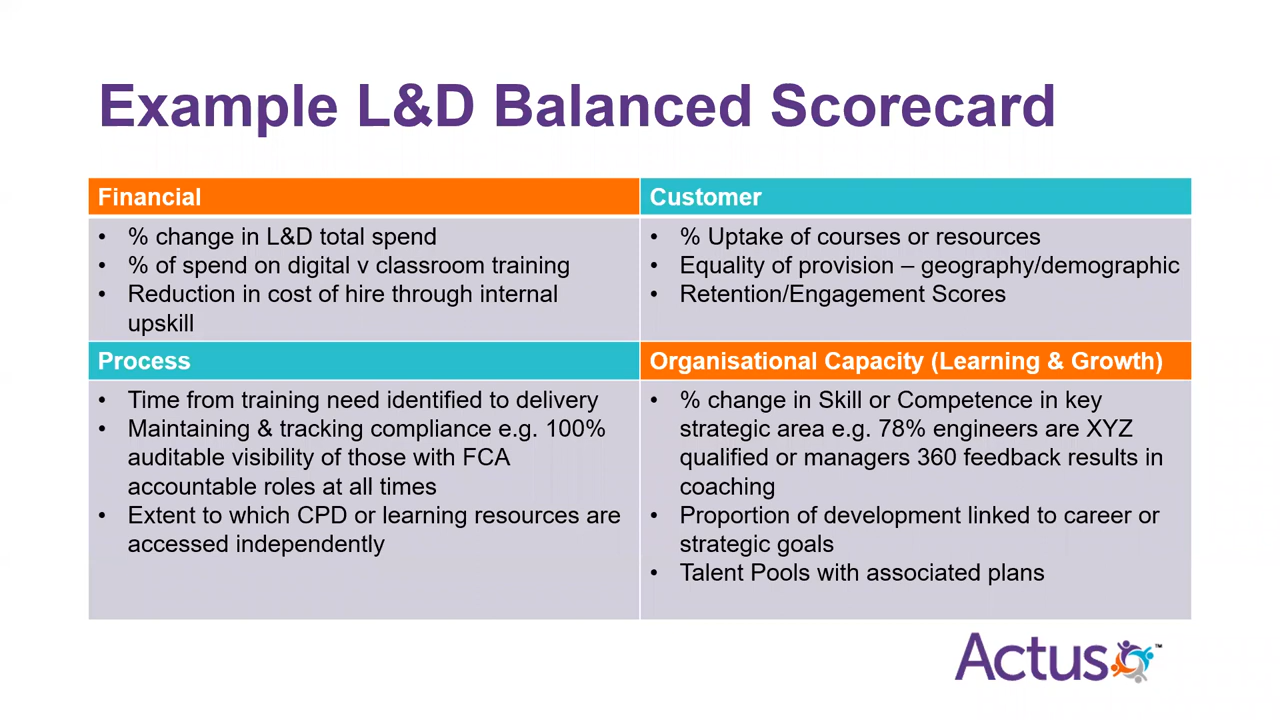 Example L&D Balanced Scorecard
Financial
• % change in L&D total spend
• % of spend on digital v classroom training
• Reduction in cost of hire through internal
upskill
Customer
• % Uptake of courses or resources
• Equality of provision – geography/demographic
• Retention/Engagement Scores
Process
• Time from training need identified to delivery
• Maintaining & tracking compliance e.g. 100%
auditable visibility of those with FCA
accountable roles at all times
• Extent to which CPD or learning resources are
accessed independently
Organisational Capacity (Learning & Growth)
• % change in Skill or Competence in key
strategic area e.g. 78% engineers are XYZ
qualified or managers 360 feedback results in
coaching
• Proportion of development linked to career or
strategic goals
• Talent Pools with associated plans
Actus™